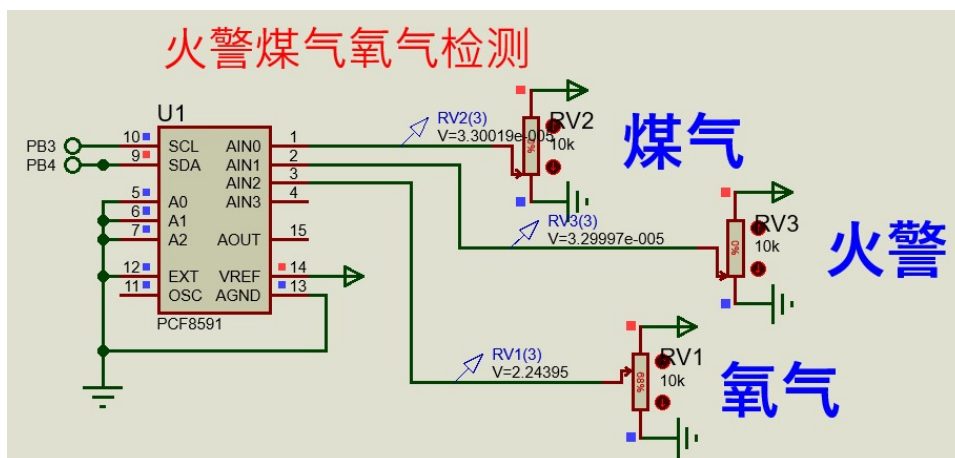 火警煤气氧气检测
U1
PB3
PB4
10
SCL
9
SDA
5
A0
6
A1
7
A2
12
EXT
11
OSC
AIN0
1
AIN1
2
AIN2
3
AIN3
4
AOUT
15
VREF
14
AGND
13
PCF8591
RV2(3)
V=3.30019e-005
RV2
10k
0%
煤气
RV3(3)
V=3.29997e-005
RV3
10k
0%
火警
RV1(3)
V=2.24395
RV1
10k
68%
氧气